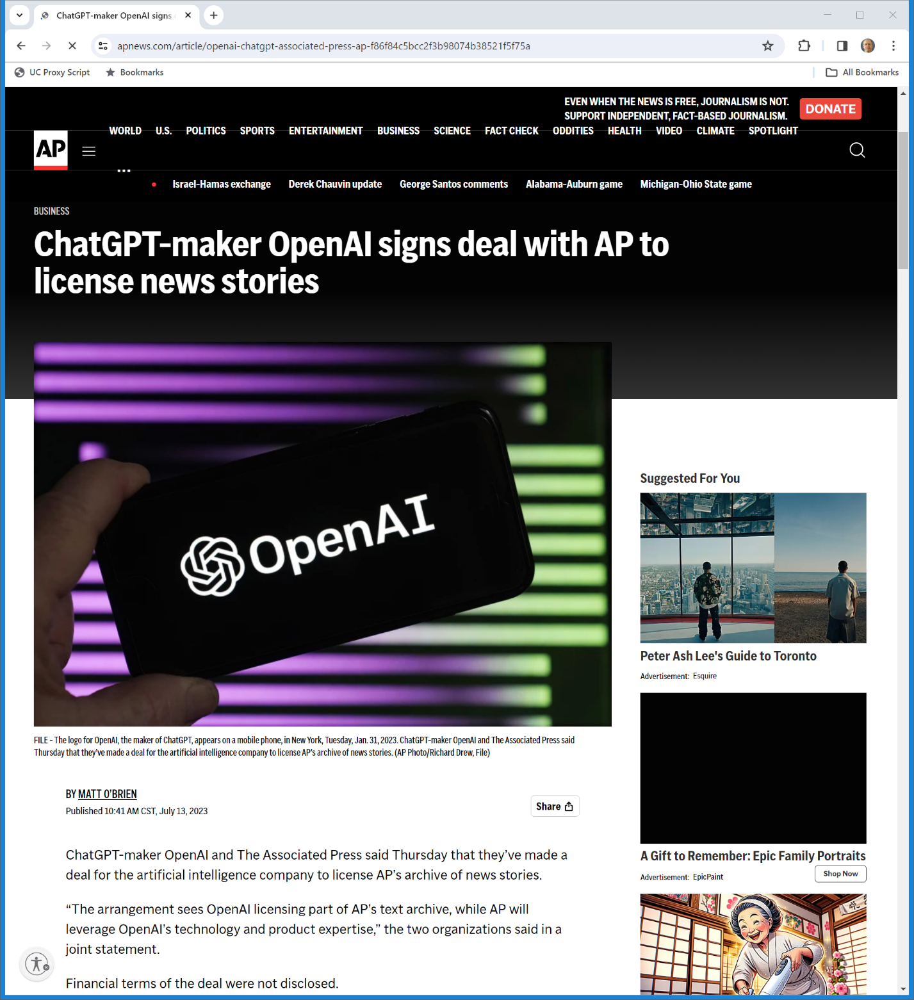 ChatGPT-maker OpenAI signs
apnews.com/article/openai-chatgpt-associated-press-ap-f86f84c5bcc2f3b98074b38521f5f75a
UC Proxy Script
Bookmarks
All Bookmarks
EVEN WHEN THE NEWS IS FREE, JOURNALISM IS NOT.
SUPPORT INDEPENDENT, FACT-BASED JOURNALISM.
DONATE
WORLD U.S. POLITICS SPORTS ENTERTAINMENT BUSINESS SCIENCE FACT CHECK ODDITIES HEALTH VIDEO CLIMATE SPOTLIGHT
AP
...
Israel-Hamas exchange Derek Chauvin update George Santos comments Alabama-Auburn game Michigan-Ohio State game
BUSINESS
ChatGPT-maker OpenAI signs deal with AP to
license news stories
OpenAI
FILE - The logo for OpenAI, the maker of ChatGPT, appears on a mobile phone, in New York, Tuesday, Jan. 31, 2023. ChatGPT-maker OpenAI and The Associated Press said
Thursday that they’ve made a deal for the artificial intelligence company to license AP’s archive of news stories. (AP Photo/Richard Drew, File)
BY MATT O’BRIEN
Published 10:41 AM CST, July 13, 2023
Share
ChatGPT-maker OpenAI and The Associated Press said Thursday that they’ve made a
deal for the artificial intelligence company to license AP’s archive of news stories.
“The arrangement sees OpenAI licensing part of AP’s text archive, while AP will
leverage OpenAI’s technology and product expertise,” the two organizations said in a
joint statement.
Financial terms of the deal were not disclosed.
Suggested For You
Peter Ash Lee's Guide to Toronto
Advertisement: Esquire
A Gift to Remember: Epic Family Portraits
Advertisement: EpicPaint
Shop Now